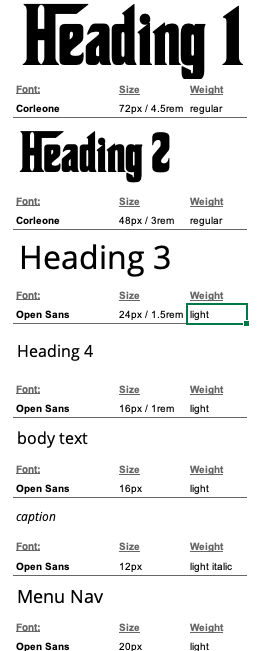 Heading 1
Font: Size Weight
Corleone 72px / 4.5rem regular
Heading 2
Font: Size Weight
Corleone 48px / 3rem regular
Heading 3
Font: Size Weight
Open Sans 24px / 1.5rem light
Heading 4
Font: Size Weight
Open Sans 16px / 1rem light
body text
Font: Size Weight
Open Sans 16px light
caption
Font: Size Weight
Open Sans 12px light italic
Menu Nav
Font: Size Weight
Open Sans 20px light